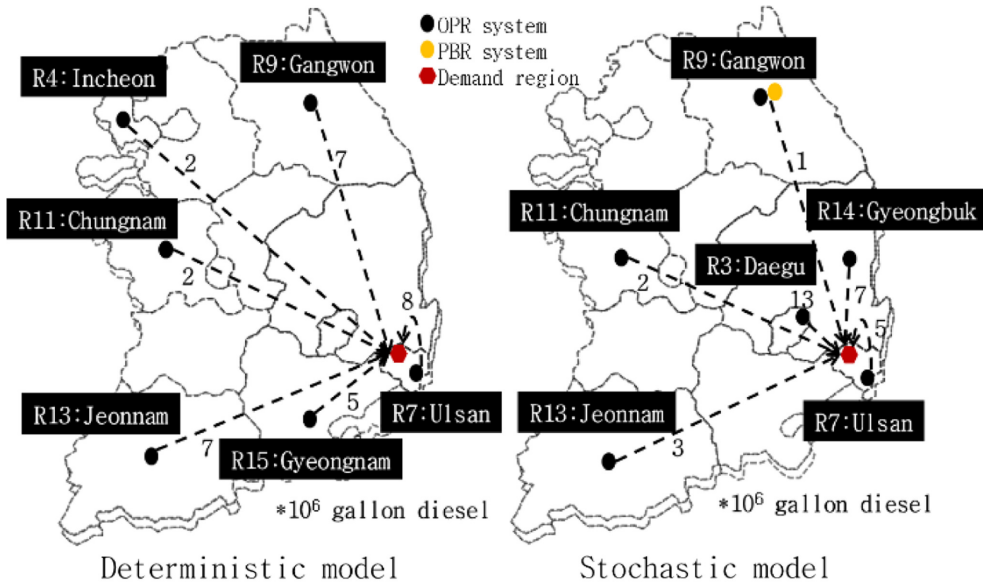 OPR system
PBR system
Demand region
R4:Incheon
R9:Gangwon
R11:Chungnam
R13:Jeonnam
R15:Gyeongnam
R7:Ulsan
2
7
2
8
7
5
*10⁶ gallon diesel
Deterministic model
R9:Gangwon
R11:Chungnam
R14:Gyeongbuk
R3:Daegu
R13:Jeonnam
R7:Ulsan
1
2
13
7
5
3
*10⁶ gallon diesel
Stochastic model